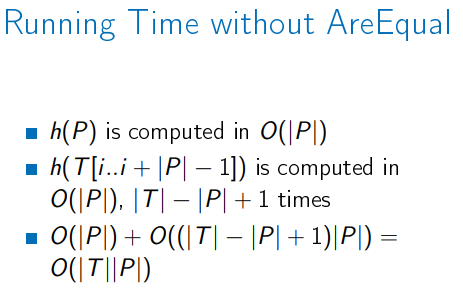 Running Time without AreEqual
■ h(P) is computed in O(|P|)
■ h(T[i..i + |P| − 1]) is computed in
O(|P|), |T| − |P| + 1 times
■ O(|P|) + O((|T| − |P| + 1)|P|) =
O(|T||P|)